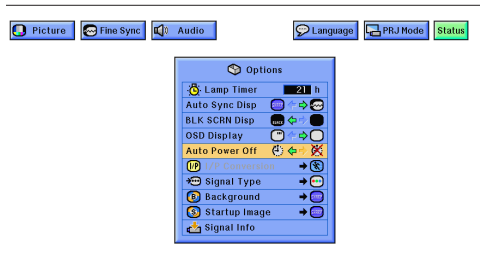 Picture
Fine Sync
Audio
Language
PRJ Mode
Status
Options
Lamp Timer 21 h
Auto Sync Disp
BLK SCRN Disp
OSD Display
Auto Power Off
I/P
Signal Type
Background
Startup Image
Signal Info